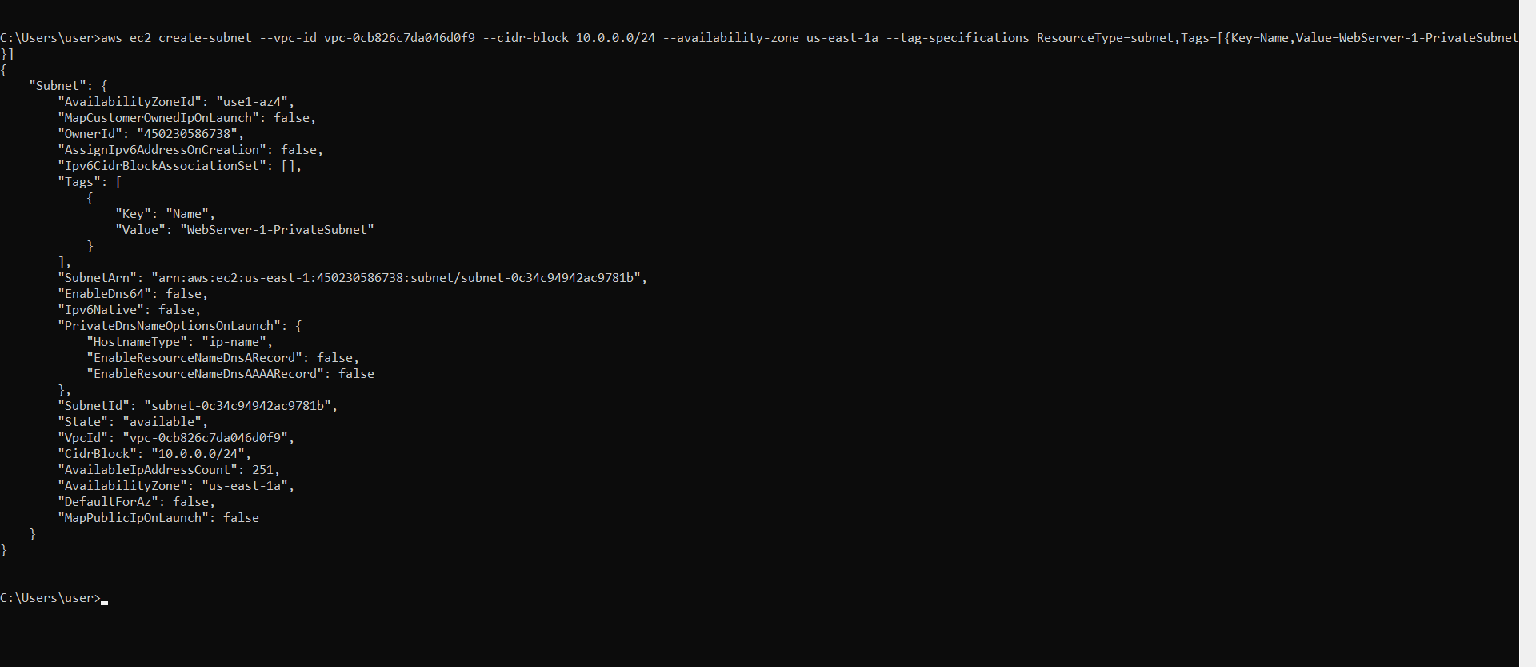 C:\Users\user>aws ec2 create-subnet --vpc-id vpc-0cb826c7da046d0f9 --cidr-block 10.0.0.0/24 --availability-zone us-east-1a --tag-specifications ResourceType=subnet,Tags=[{Key=Name,Value=WebServer-1-PrivateSubnet
}]
{
    "Subnet": {
        "AvailabilityZoneId": "use1-az4",
        "MapCustomerOwnedIpOnLaunch": false,
        "OwnerId": "450230586738",
        "AssignIpv6AddressOnCreation": false,
        "Ipv6CidrBlockAssociationSet": [],
        "Tags": [
            {
                "Key": "Name",
                "Value": "WebServer-1-PrivateSubnet"
            }
        ],
        "SubnetArn": "arn:aws:ec2:us-east-1:450230586738:subnet/subnet-0c34c94942ac9781b",
        "EnableDns64": false,
        "Ipv6Native": false,
        "PrivateDnsNameOptionsOnLaunch": {
            "HostnameType": "ip-name",
            "EnableResourceNameDnsARecord": false,
            "EnableResourceNameDnsAAAARecord": false
        },
        "SubnetId": "subnet-0c34c94942ac9781b",
        "State": "available",
        "VpcId": "vpc-0cb826c7da046d0f9",
        "CidrBlock": "10.0.0.0/24",
        "AvailableIpAddressCount": 251,
        "AvailabilityZone": "us-east-1a",
        "DefaultForAz": false,
        "MapPublicIpOnLaunch": false
    }
}
C:\Users\user>